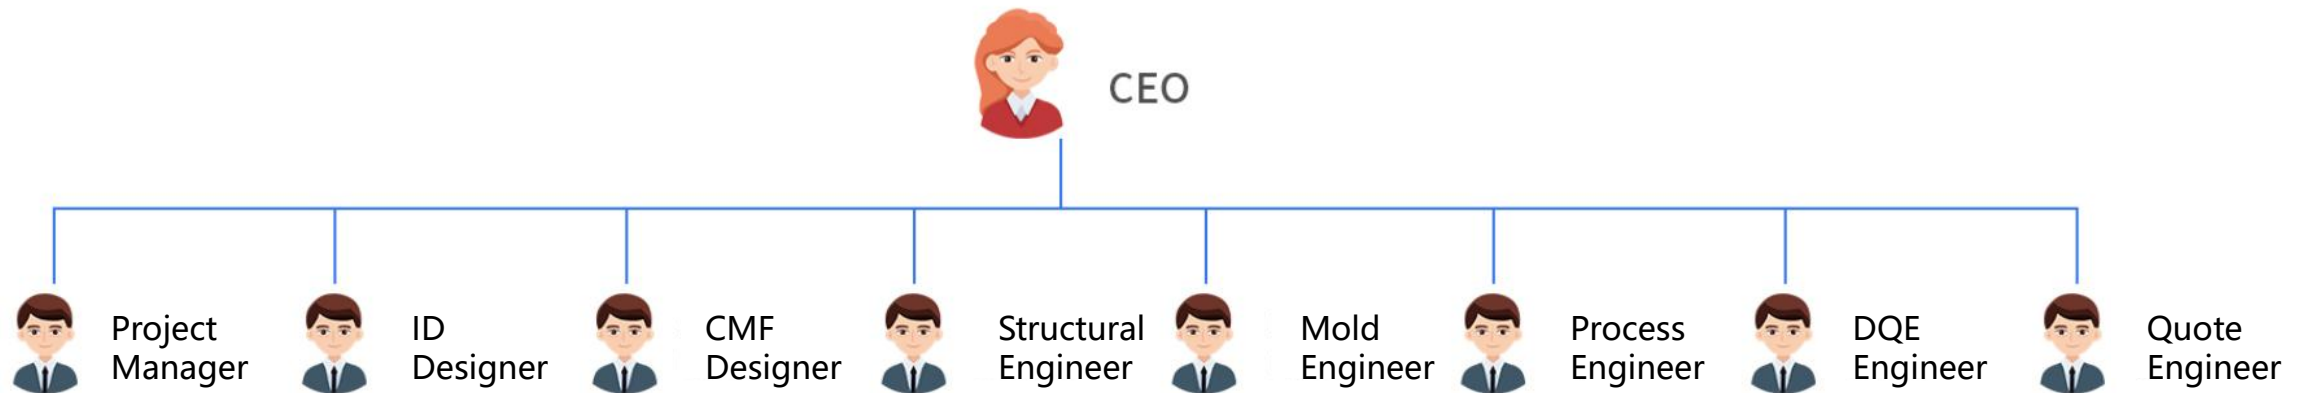 CEO
Project
Manager
ID
Designer
CMF
Designer
Structural
Engineer
Mold
Engineer
Process
Engineer
DQE
Engineer
Quote
Engineer